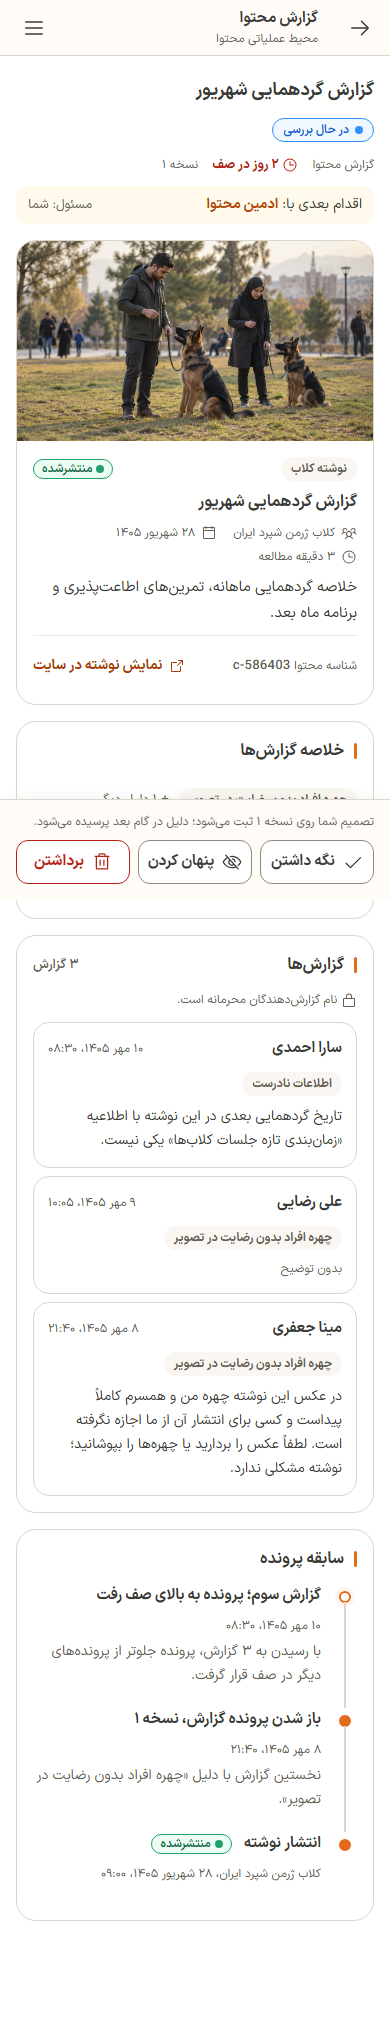 گزارش محتوا
محیط عملیاتی محتوا
گزارش گردهمایی شهریور
در حال بررسی
گزارش محتوا ۲ روز در صف نسخه ۱
اقدام بعدی با: ادمین محتوا مسئول: شما
نوشته کلاب منتشرشده
گزارش گردهمایی شهریور
کلاب ژرمن شپرد ایران ۲۸ شهریور ۱۴۰۵
۳ دقیقه مطالعه
خلاصه گردهمایی ماهانه، تمرین‌های اطاعت‌پذیری و
برنامه ماه بعد.
شناسه محتوا c-586403 نمایش نوشته در سایت
خلاصه گزارش‌ها
تصمیم شما روی نسخه ۱ ثبت می‌شود؛ دلیل در گام بعد پرسیده می‌شود.
نگه داشتن پنهان کردن برداشتن
گزارش‌ها ۳ گزارش
نام گزارش‌دهندگان محرمانه است.
سارا احمدی ۱۰ مهر ۱۴۰۵، ۰۸:۳۰
اطلاعات نادرست
تاریخ گردهمایی بعدی در این نوشته با اطلاعیه
«زمان‌بندی تازه جلسات کلاب‌ها» یکی نیست.
علی رضایی ۹ مهر ۱۴۰۵، ۱۰:۰۵
چهره افراد بدون رضایت در تصویر
بدون توضیح
مینا جعفری ۸ مهر ۱۴۰۵، ۲۱:۴۰
چهره افراد بدون رضایت در تصویر
در عکس این نوشته چهره من و همسرم کاملاً
پیداست و کسی برای انتشار آن از ما اجازه نگرفته
است. لطفاً عکس را بردارید یا چهره‌ها را بپوشانید؛
نوشته مشکلی ندارد.
سابقه پرونده
گزارش سوم؛ پرونده به بالای صف رفت
۱۰ مهر ۱۴۰۵، ۰۸:۳۰
با رسیدن به ۳ گزارش، پرونده جلوتر از پرونده‌های
دیگر در صف قرار گرفت.
باز شدن پرونده گزارش، نسخه ۱
۸ مهر ۱۴۰۵، ۲۱:۴۰
نخستین گزارش با دلیل «چهره افراد بدون رضایت در
تصویر».
انتشار نوشته منتشرشده
کلاب ژرمن شپرد ایران، ۲۸ شهریور ۱۴۰۵، ۰۹:۰۰